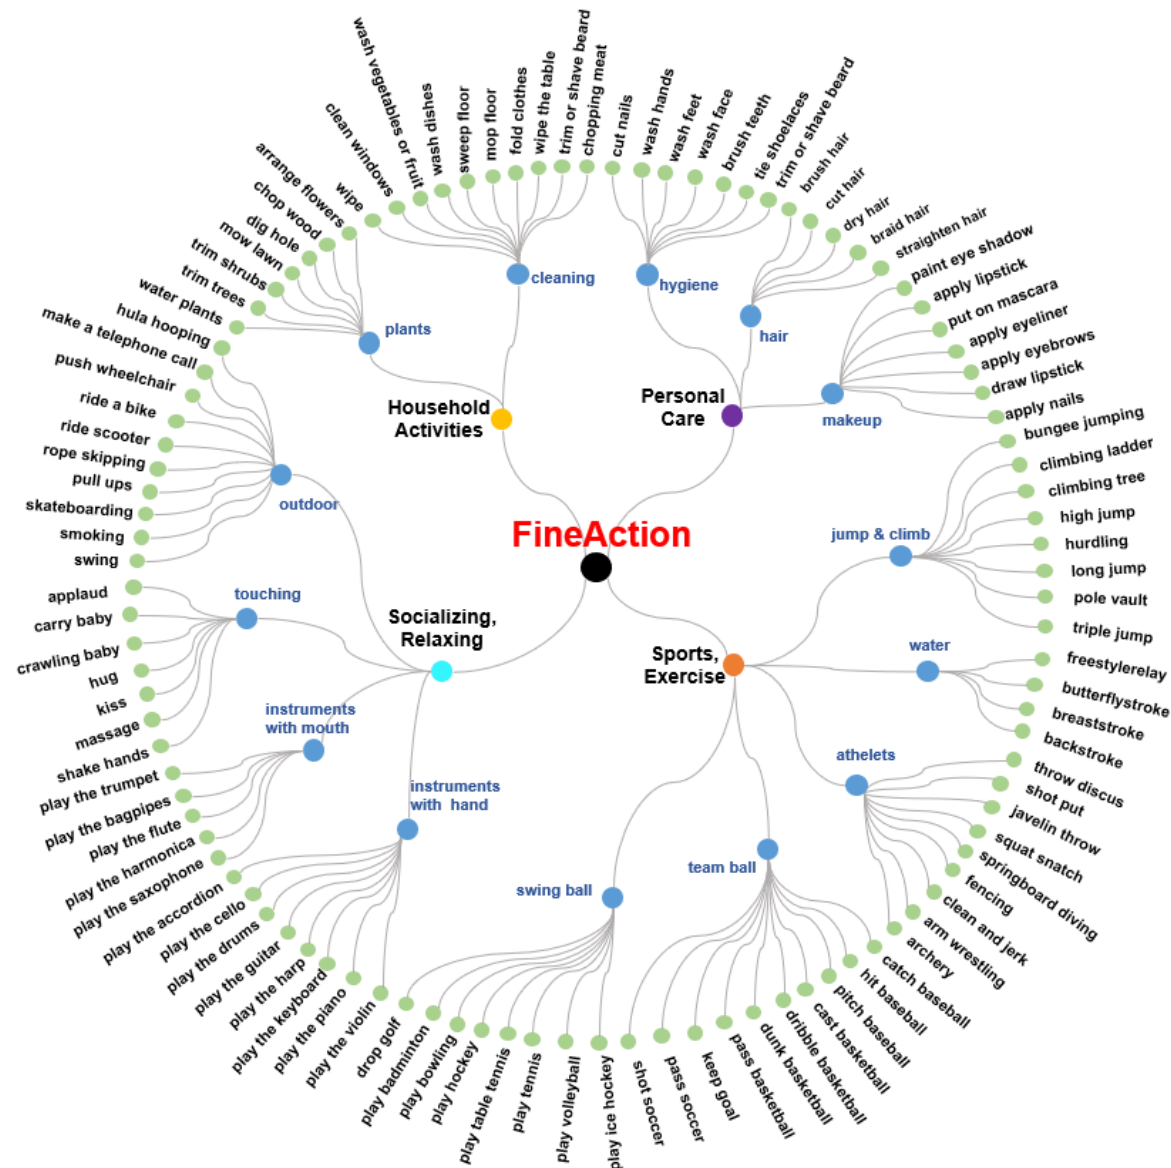 FineAction
Household
Activities
plants
water plants
trim trees
trim shrubs
mow lawn
dig hole
chop wood
arrange flowers
cleaning
wipe
clean windows
wash vegetables or fruit
wash dishes
sweep floor
mop floor
fold clothes
wipe the table
trim or shave beard
chopping meat
Personal
Care
hygiene
cut nails
wash hands
wash feet
wash face
brush teeth
tie shoelaces
trim or shave beard
hair
brush hair
cut hair
dry hair
braid hair
straighten hair
makeup
paint eye shadow
apply lipstick
put on mascara
apply eyeliner
apply eyebrows
draw lipstick
apply nails
Sports,
Exercise
jump & climb
bungee jumping
climbing ladder
climbing tree
high jump
hurdling
long jump
pole vault
triple jump
water
freestylerelay
butterflystroke
breaststroke
backstroke
athelets
throw discus
shot put
javelin throw
squat snatch
springboard diving
fencing
clean and jerk
arm wrestling
archery
team ball
catch baseball
hit baseball
pitch baseball
cast basketball
dribble basketball
dunk basketball
pass basketball
keep goal
pass soccer
shot soccer
swing ball
play ice hockey
play volleyball
play tennis
play table tennis
play hockey
play bowling
play badminton
drop golf
Socializing,
Relaxing
instruments
with  hand
play the violin
play the piano
play the keyboard
play the harp
play the guitar
play the drums
play the cello
play the accordion
instruments
with mouth
play the saxophone
play the harmonica
play the flute
play the bagpipes
play the trumpet
touching
shake hands
massage
kiss
hug
crawling baby
carry baby
applaud
outdoor
swing
smoking
skateboarding
pull ups
rope skipping
ride scooter
ride a bike
push wheelchair
make a telephone call
hula hooping